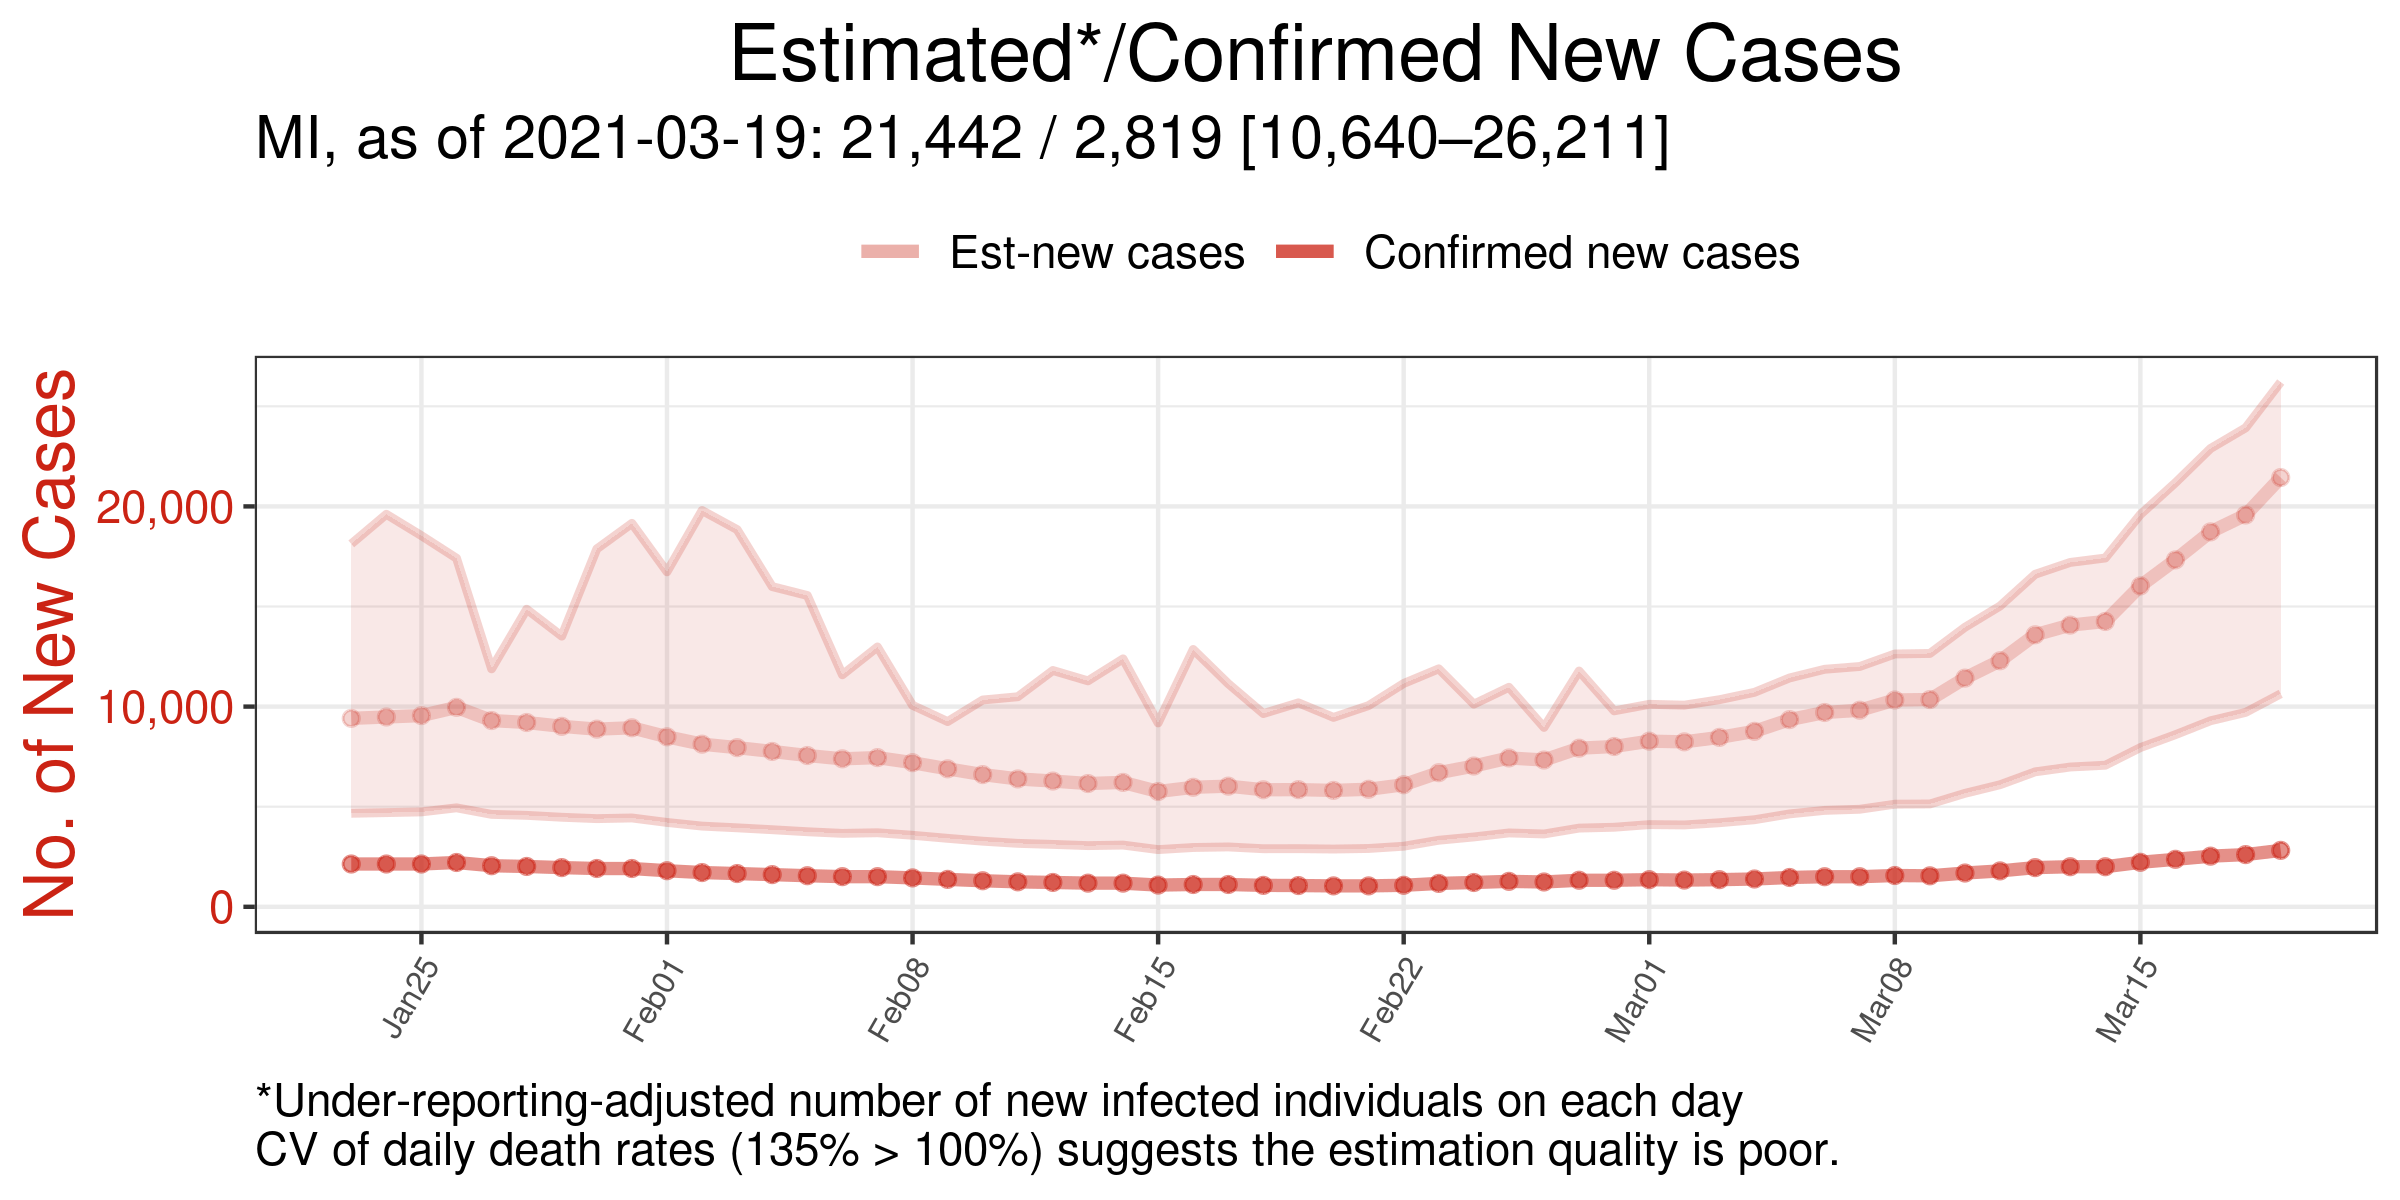 Estimated*/Confirmed New Cases
MI, as of 2021-03-19: 21,442 / 2,819 [10,640–26,211]
Est-new cases
Confirmed new cases
No. of New Cases
20,000
10,000
0
Jan25
Feb01
Feb08
Feb15
Feb22
Mar01
Mar08
Mar15
*Under-reporting-adjusted number of new infected individuals on each day
CV of daily death rates (135% > 100%) suggests the estimation quality is poor.